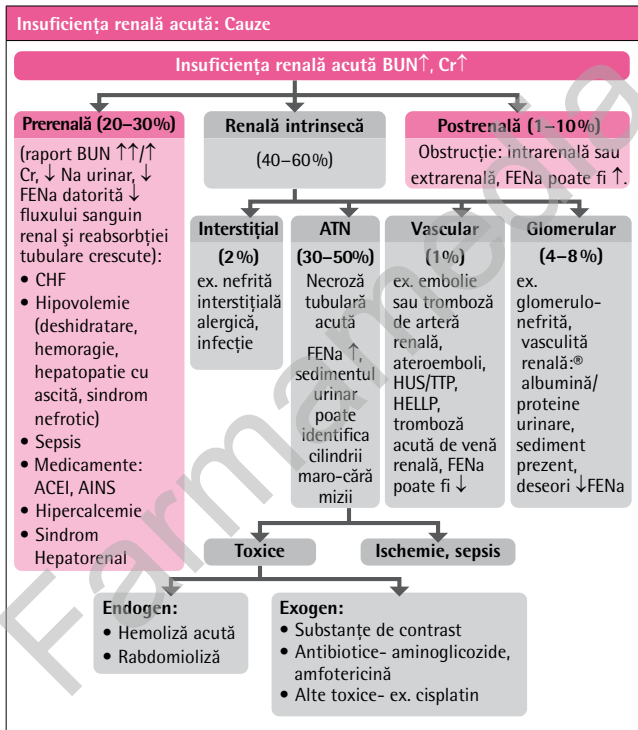 Insuficiența renală acută: Cauze
Insuficiența renală acută BUN↑, Cr↑
Prerenală (20–30%)
(raport BUN ↑↑/↑
Cr, ↓ Na urinar, ↓
FENa datorită ↓
fluxului sanguin
renal și reabsorbției
tubulare crescute):
• CHF
• Hipovolemie
(deshidratare,
hemoragie,
hepatopatie cu
ascită, sindrom
nefrotic)
• Sepsis
• Medicamente:
ACEI, AINS
• Hipercalcemie
• Sindrom
Hepatorenal
Renală intrinsecă
(40–60%)
Postrenală (1–10%)
Obstrucție: intrarenală sau
extrarenală, FENa poate fi ↑.
Interstițial
(2%)
ex. nefrită
interstițială
alergică,
infecție
ATN
(30–50%)
Necroză
tubulară
acută
FENa ↑,
sedimentul
urinar
poate
identifica
cilindrii
maro-cără
mizii
Vascular
(1%)
ex. embolie
sau tromboză
de arteră
renală,
ateroemboli,
HUS/TTP,
HELLP,
tromboză
acută de venă
renală, FENa
poate fi ↓
Glomerular
(4–8%)
ex.
glomerulo-
nefrită,
vasculită
renală:®
albumină/
proteine
urinare,
sediment
prezent,
deseori ↓FENa
Toxice
Ischemie, sepsis
Endogen:
• Hemoliză acută
• Rabdomioliză
Exogen:
• Substanțe de contrast
• Antibiotice- aminoglicozide,
amfotericină
• Alte toxice- ex. cisplatin
Farmamedia